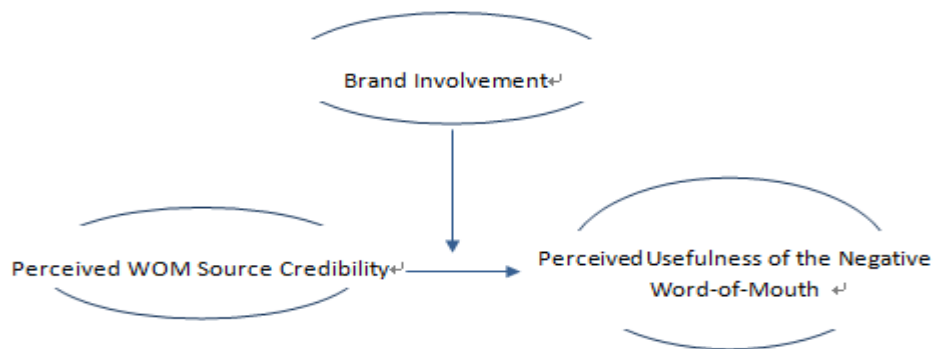 Brand Involvement↵
Perceived WOM Source Credibility↵
Perceived Usefulness of the Negative
Word-of-Mouth ↵